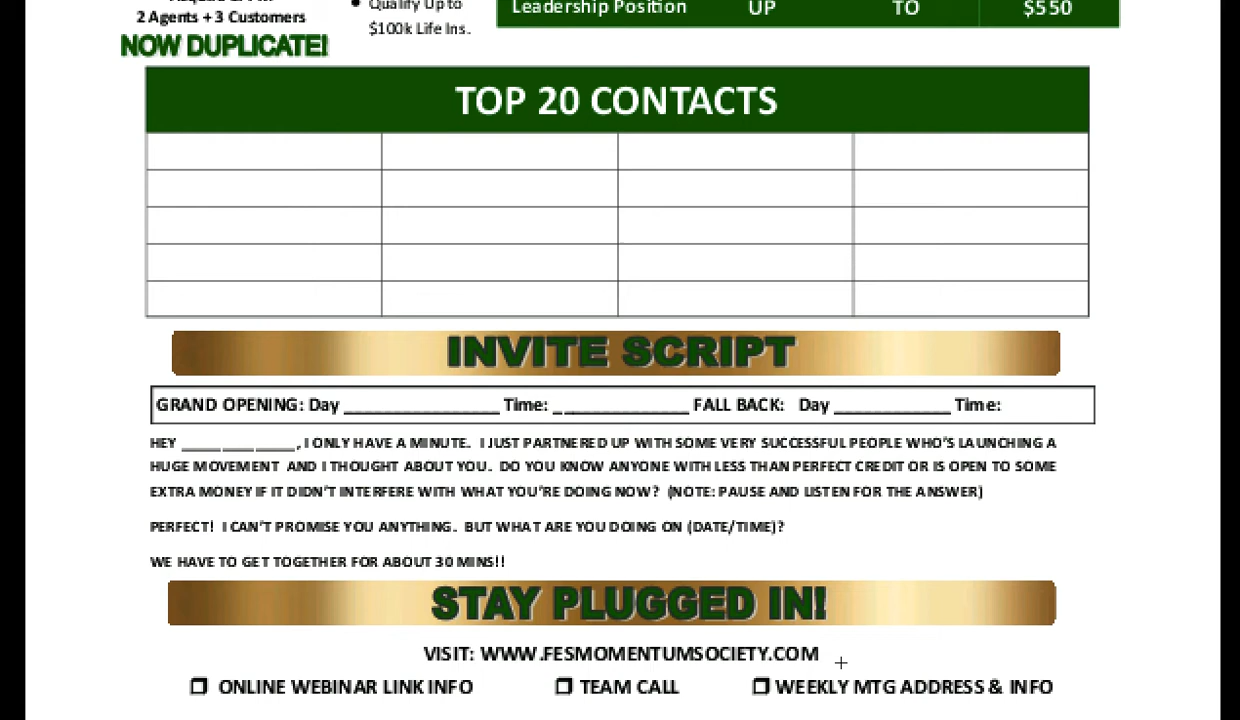 2 Agents + 3 Customers
NOW DUPLICATE!
• Qualify Up to
$100k Life Ins.
Leadership Position UP TO $550
TOP 20 CONTACTS
INVITE SCRIPT
GRAND OPENING: Day ________________ Time: ______________ FALL BACK: Day ____________ Time:
HEY ____________, I ONLY HAVE A MINUTE. I JUST PARTNERED UP WITH SOME VERY SUCCESSFUL PEOPLE WHO'S LAUNCHING A
HUGE MOVEMENT AND I THOUGHT ABOUT YOU. DO YOU KNOW ANYONE WITH LESS THAN PERFECT CREDIT OR IS OPEN TO SOME
EXTRA MONEY IF IT DIDN'T INTERFERE WITH WHAT YOU'RE DOING NOW? (NOTE: PAUSE AND LISTEN FOR THE ANSWER)
PERFECT! I CAN'T PROMISE YOU ANYTHING. BUT WHAT ARE YOU DOING ON (DATE/TIME)?
WE HAVE TO GET TOGETHER FOR ABOUT 30 MINS!!
STAY PLUGGED IN!
VISIT: WWW.FESMOMENTUMSOCIETY.COM
❒ ONLINE WEBINAR LINK INFO ❒ TEAM CALL ❒ WEEKLY MTG ADDRESS & INFO